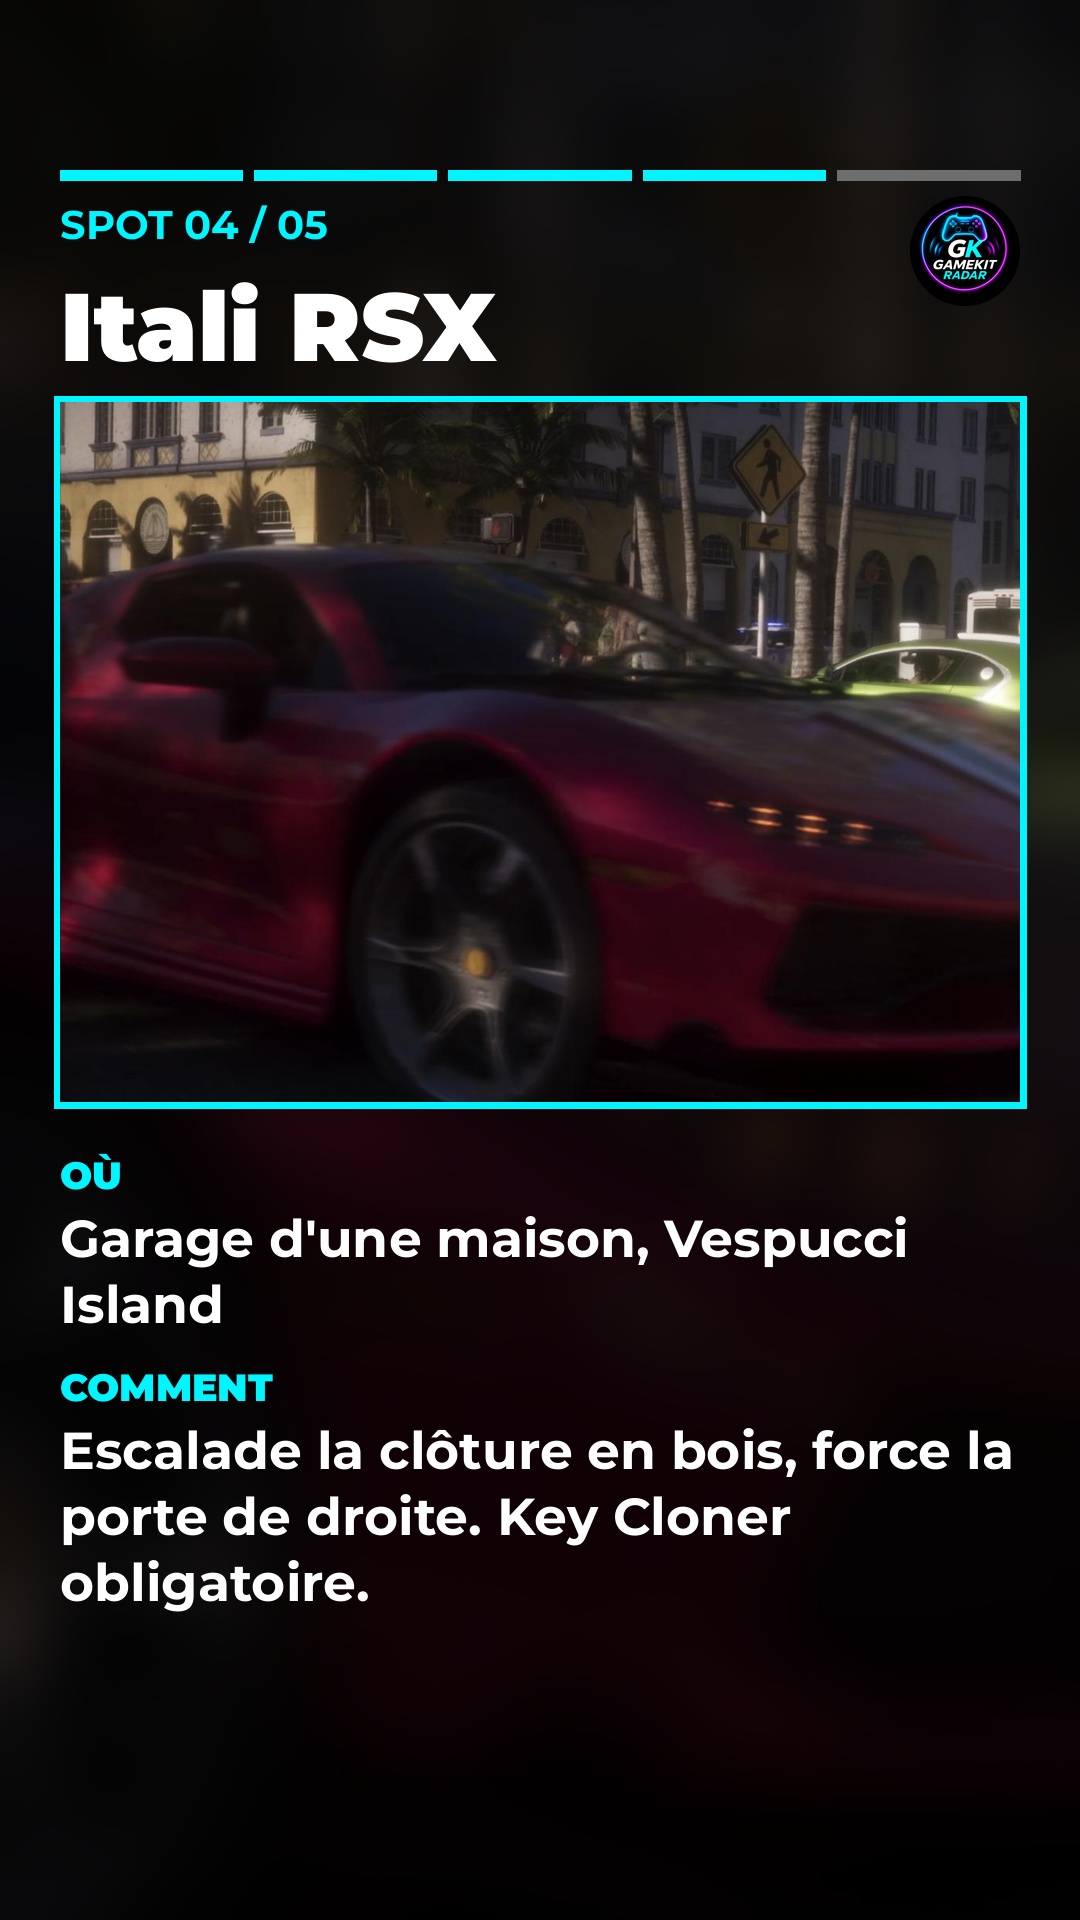 SPOT 04 / 05
GK
GAMEKIT
RADAR
Itali RSX
OÙ
Garage d'une maison, Vespucci
Island
COMMENT
Escalade la clôture en bois, force la
porte de droite. Key Cloner
obligatoire.